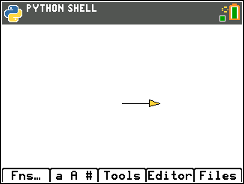 PYTHON SHELL
Fns… a A # Tools Editor Files